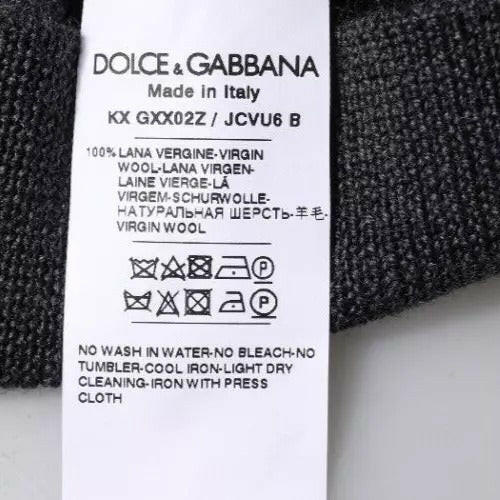 DOLCE & GABBANA
Made in Italy
KX GXX02Z / JCVU6 B
100% LANA VERGINE-VIRGIN
WOOL-LANA VIRGEN-
LAINE VIERGE-LÃ
VIRGEM-SCHURWOLLE-
НАТУРАЛЬНАЯ ШЕРСТЬ-羊毛-
VIRGIN WOOL
P
P
NO WASH IN WATER-NO BLEACH-NO
TUMBLER-COOL IRON-LIGHT DRY
CLEANING-IRON WITH PRESS
CLOTH